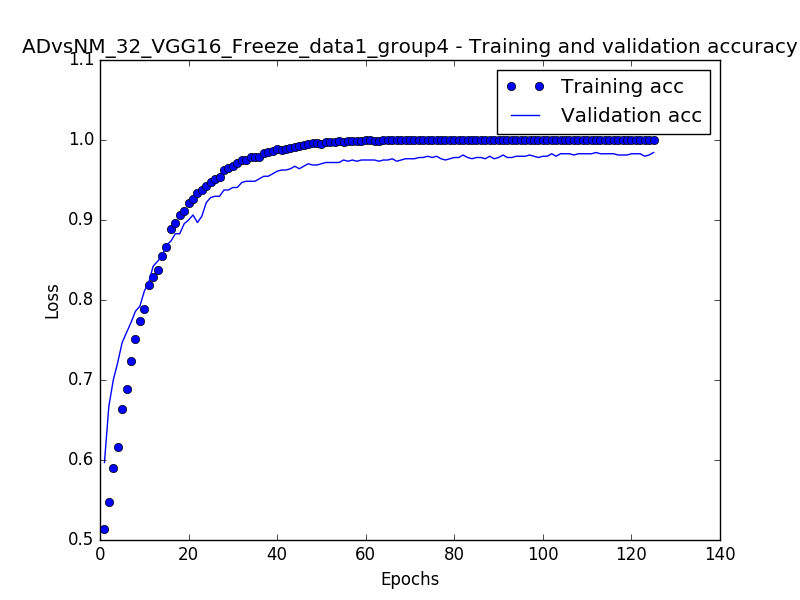 ADvsNM_32_VGG16_Freeze_data1_group4 - Training and validation accuracy
1.1
Training acc
Validation acc
1.0
0.9
0.8
Loss
0.7
0.6
0.5
0 20 40 60 80 100 120 140
Epochs